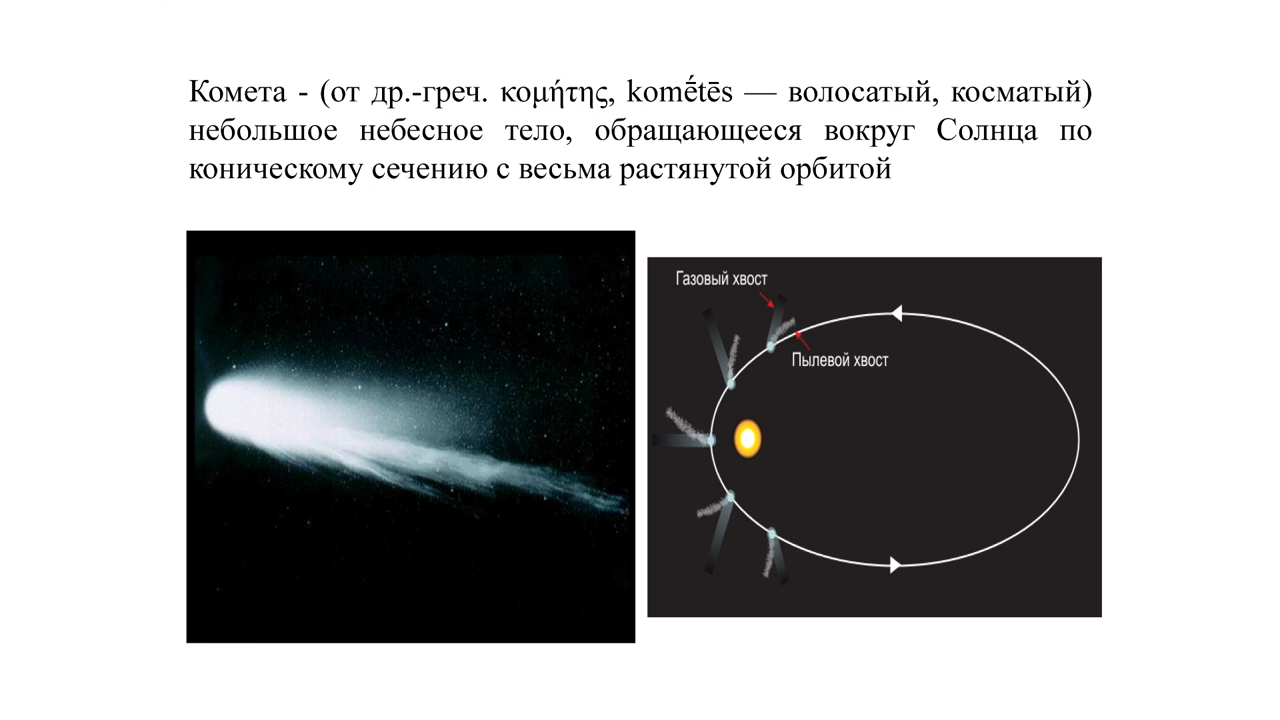 Комета - (от др.-греч. κομήτης, komḗtēs — волосатый, косматый)
небольшое небесное тело, обращающееся вокруг Солнца по
коническому сечению с весьма растянутой орбитой
Газовый хвост
Пылевой хвост